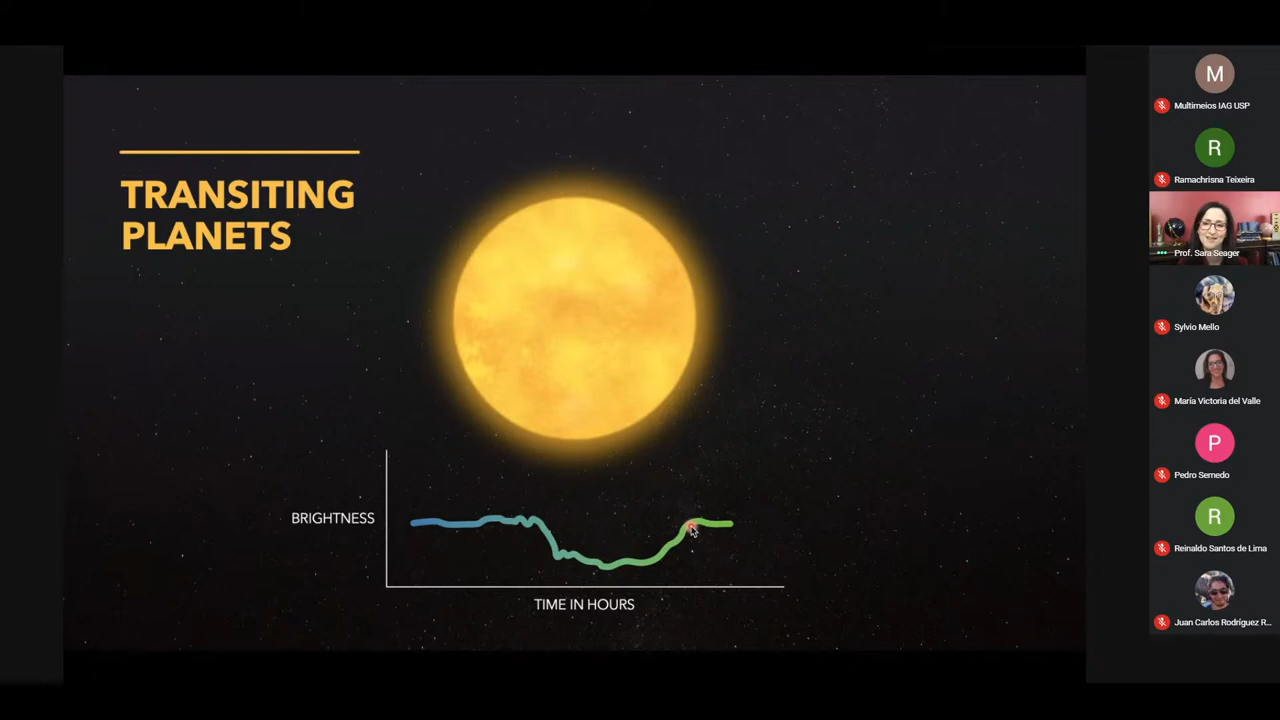 TRANSITING
PLANETS
BRIGHTNESS
TIME IN HOURS
M
Multimeios IAG USP
R
Ramachrisna Teixeira
Prof. Sara Seager
Sylvio Mello
María Victoria del Valle
P
Pedro Semedo
R
Reinaldo Santos de Lima
Juan Carlos Rodríguez R...